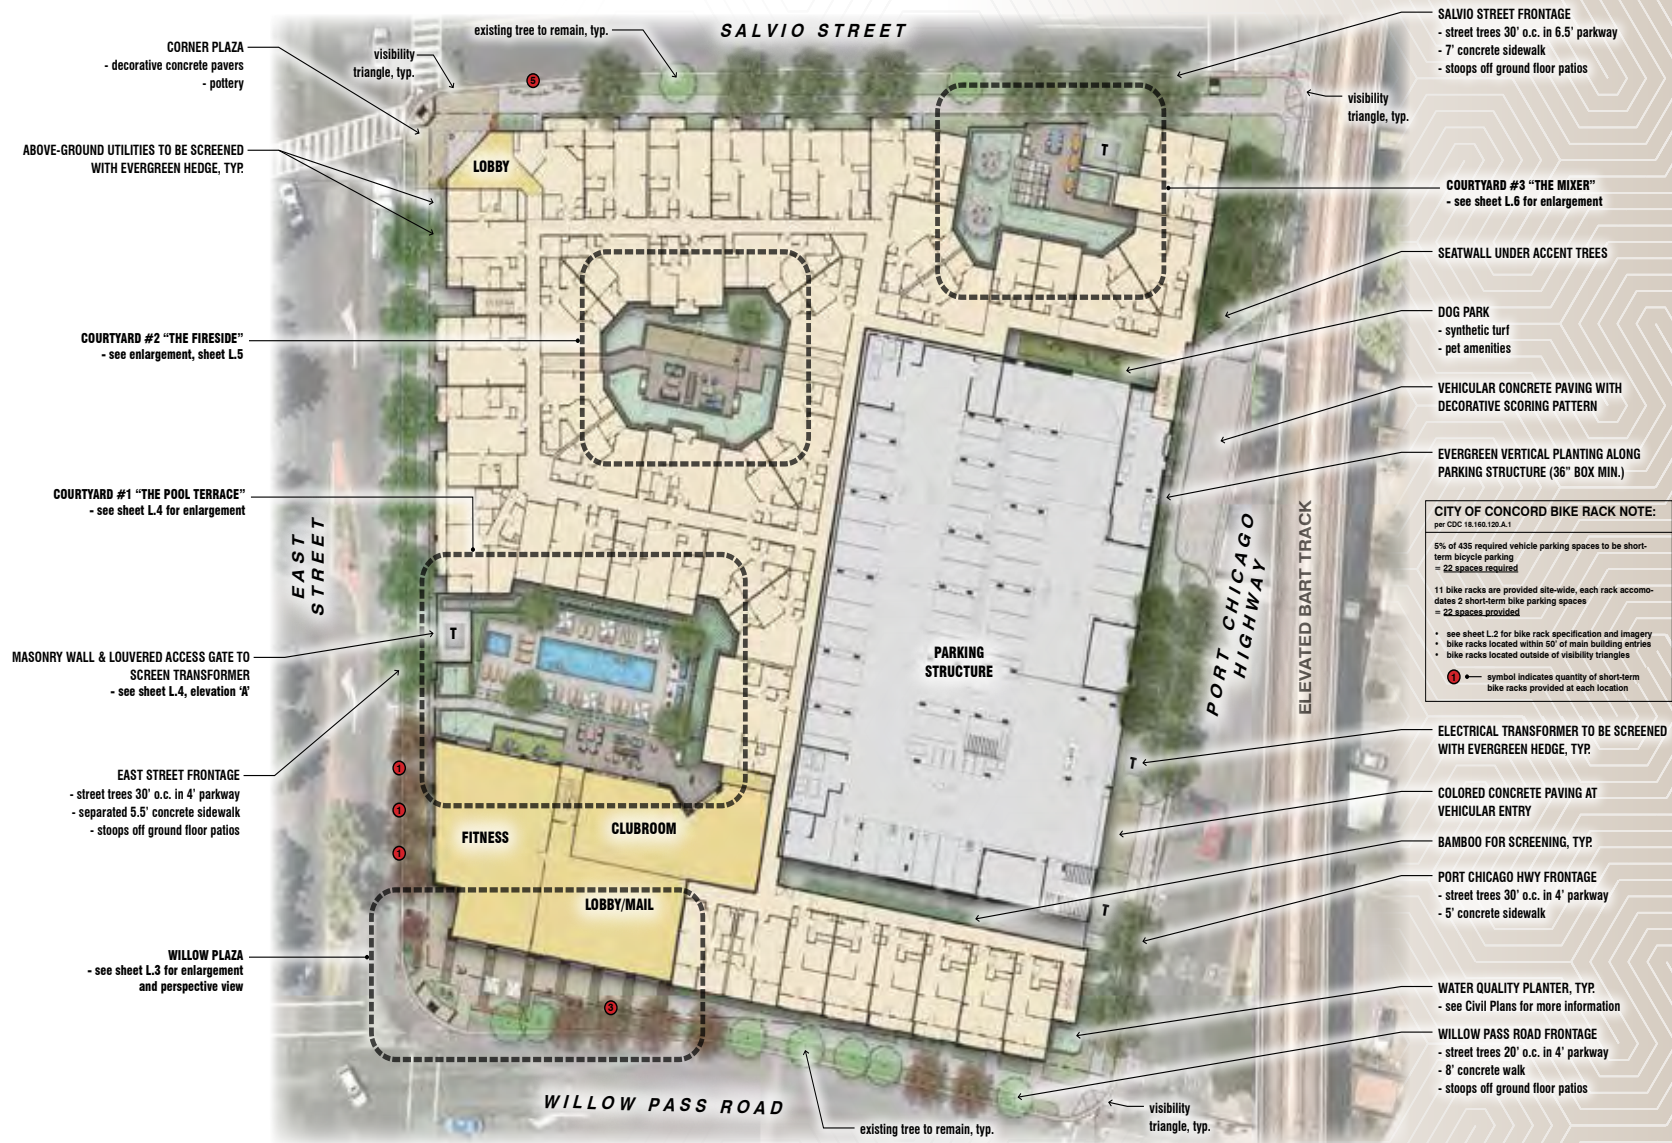 SALVIO STREET
existing tree to remain, typ.
visibility
triangle, typ.
CORNER PLAZA
- decorative concrete pavers
- pottery
ABOVE-GROUND UTILITIES TO BE SCREENED
WITH EVERGREEN HEDGE, TYP.
COURTYARD #2 “THE FIRESIDE”
- see enlargement, sheet L.5
COURTYARD #1 “THE POOL TERRACE”
- see sheet L.4 for enlargement
EAST
STREET
MASONRY WALL & LOUVERED ACCESS GATE TO
SCREEN TRANSFORMER
- see sheet L.4, elevation ‘A’
EAST STREET FRONTAGE
- street trees 30’ o.c. in 4’ parkway
- separated 5.5’ concrete sidewalk
- stoops off ground floor patios
WILLOW PLAZA
- see sheet L.3 for enlargement
and perspective view
5
LOBBY
T
T
1
1
1
FITNESS
CLUBROOM
LOBBY/MAIL
3
PARKING
STRUCTURE
T
T
WILLOW PASS ROAD
existing tree to remain, typ.
visibility
triangle, typ.
PORT CHICAGO
HIGHWAY
ELEVATED BART TRACK
SALVIO STREET FRONTAGE
- street trees 30’ o.c. in 6.5’ parkway
- 7’ concrete sidewalk
- stoops off ground floor patios
visibility
triangle, typ.
COURTYARD #3 “THE MIXER”
- see sheet L.6 for enlargement
SEATWALL UNDER ACCENT TREES
DOG PARK
- synthetic turf
- pet amenities
VEHICULAR CONCRETE PAVING WITH
DECORATIVE SCORING PATTERN
EVERGREEN VERTICAL PLANTING ALONG
PARKING STRUCTURE (36” BOX MIN.)
CITY OF CONCORD BIKE RACK NOTE:
per CDC 18.160.120.A.1
5% of 435 required vehicle parking spaces to be short-
term bicycle parking
= 22 spaces required
11 bike racks are provided site-wide, each rack accomo-
dates 2 short-term bike parking spaces
= 22 spaces provided
• see sheet L.2 for bike rack specification and imagery
• bike racks located within 50’ of main building entries
• bike racks located outside of visibility triangles
1 symbol indicates quantity of short-term
bike racks provided at each location
ELECTRICAL TRANSFORMER TO BE SCREENED
WITH EVERGREEN HEDGE, TYP.
COLORED CONCRETE PAVING AT
VEHICULAR ENTRY
BAMBOO FOR SCREENING, TYP.
PORT CHICAGO HWY FRONTAGE
- street trees 30’ o.c. in 4’ parkway
- 5’ concrete sidewalk
WATER QUALITY PLANTER, TYP.
- see Civil Plans for more information
WILLOW PASS ROAD FRONTAGE
- street trees 20’ o.c. in 4’ parkway
- 8’ concrete walk
- stoops off ground floor patios